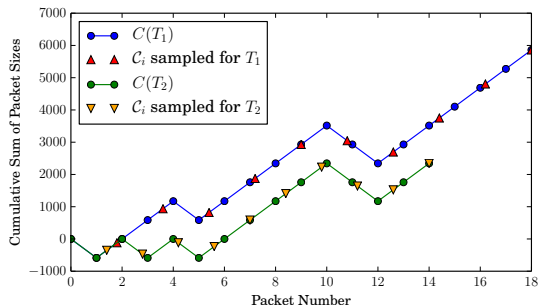 7000
6000
5000
4000
3000
2000
1000
0
−1000
Cumulative Sum of Packet Sizes
C(T₁)
𝒞ᵢ sampled for T₁
C(T₂)
𝒞ᵢ sampled for T₂
0 2 4 6 8 10 12 14 16 18
Packet Number